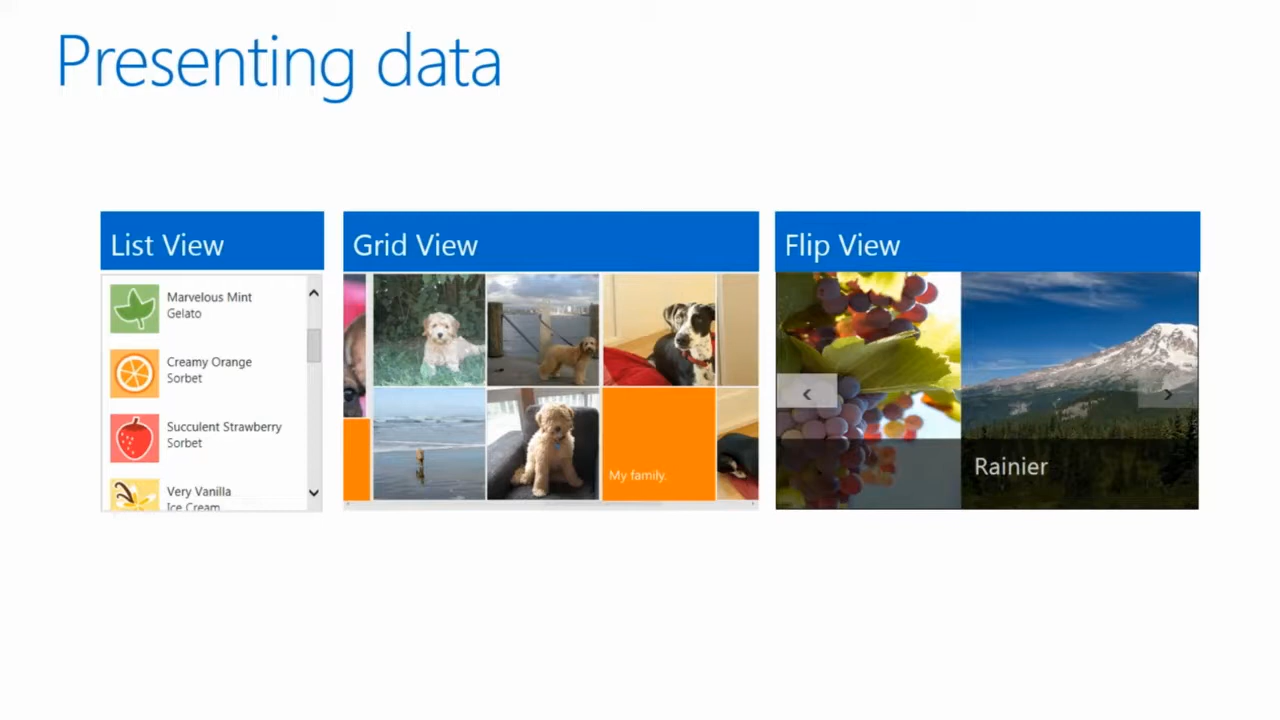 Presenting data
List View
Marvelous Mint
Gelato
Creamy Orange
Sorbet
Succulent Strawberry
Sorbet
Very Vanilla
Ice Cream
Grid View
My family.
Flip View
Rainier